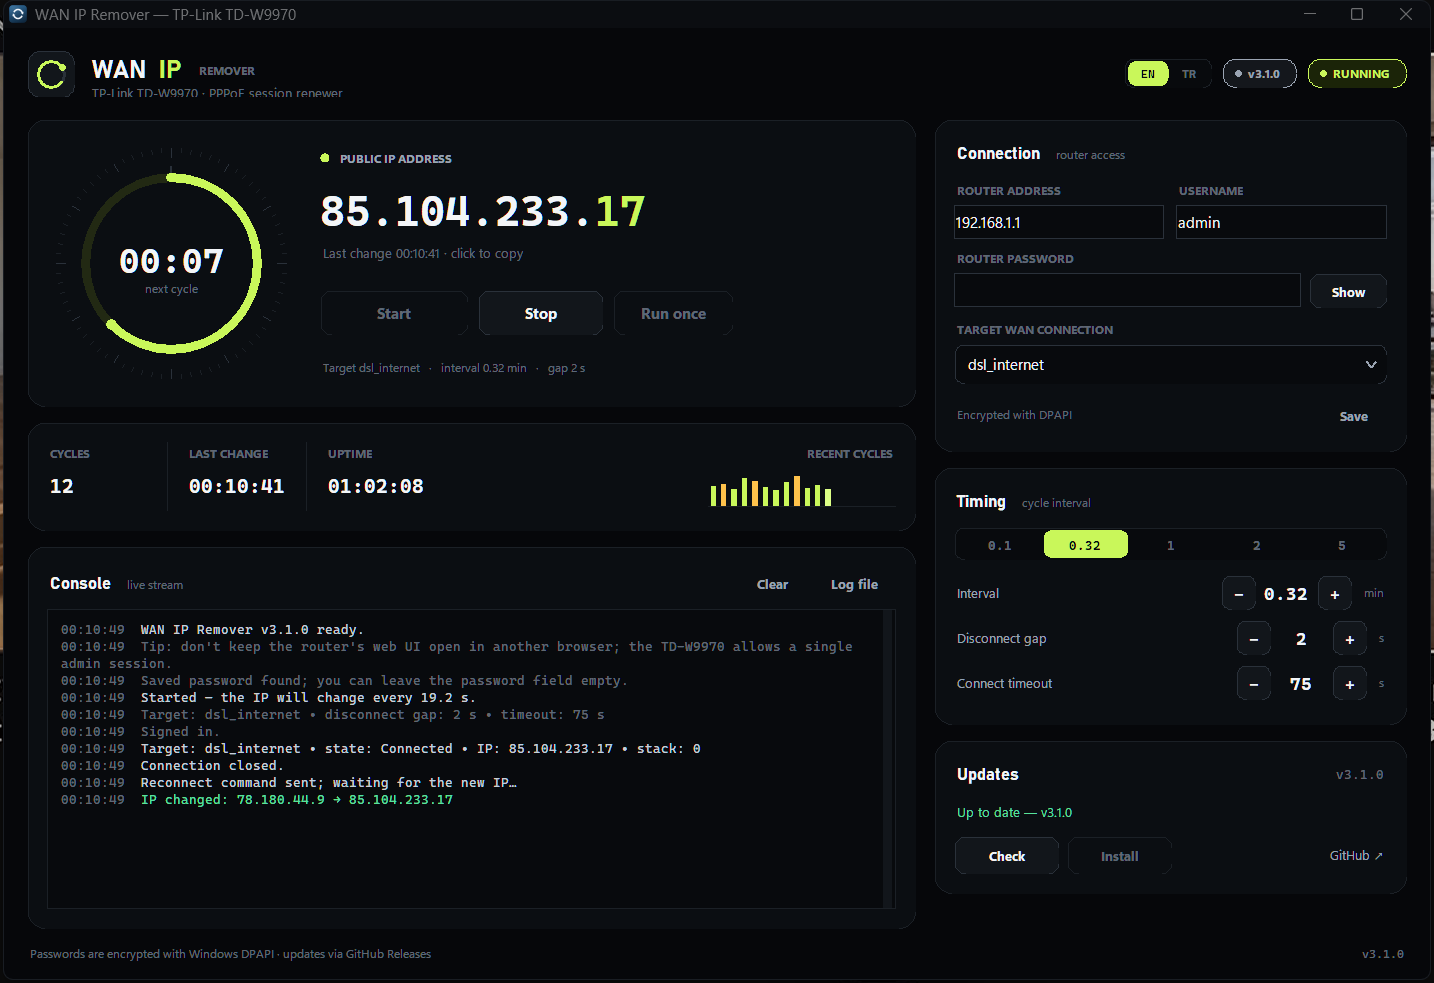 WAN IP Remover — TP-Link TD-W9970
WAN IP REMOVER
TP-Link TD-W9970 · PPPoE session renewer
EN TR
v3.1.0
RUNNING
00:07
next cycle
PUBLIC IP ADDRESS
85.104.233.17
Last change 00:10:41 · click to copy
Start Stop Run once
Target dsl_internet · interval 0.32 min · gap 2 s
CYCLES
12
LAST CHANGE
00:10:41
UPTIME
01:02:08
RECENT CYCLES
Console live stream
Clear Log file
00:10:49 WAN IP Remover v3.1.0 ready.
00:10:49 Tip: don't keep the router's web UI open in another browser; the TD-W9970 allows a single
admin session.
00:10:49 Saved password found; you can leave the password field empty.
00:10:49 Started — the IP will change every 19.2 s.
00:10:49 Target: dsl_internet • disconnect gap: 2 s • timeout: 75 s
00:10:49 Signed in.
00:10:49 Target: dsl_internet • state: Connected • IP: 85.104.233.17 • stack: 0
00:10:49 Connection closed.
00:10:49 Reconnect command sent; waiting for the new IP…
00:10:49 IP changed: 78.180.44.9 → 85.104.233.17
Connection router access
ROUTER ADDRESS
192.168.1.1
USERNAME
admin
ROUTER PASSWORD
Show
TARGET WAN CONNECTION
dsl_internet
Encrypted with DPAPI
Save
Timing cycle interval
0.1 0.32 1 2 5
Interval − 0.32 + min
Disconnect gap − 2 + s
Connect timeout − 75 + s
Updates v3.1.0
Up to date — v3.1.0
Check Install GitHub ↗
Passwords are encrypted with Windows DPAPI · updates via GitHub Releases
v3.1.0